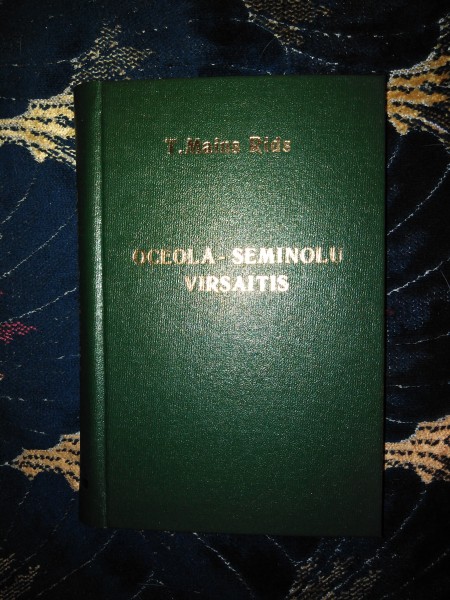 T.Mains Rids
OCEOLA - SEMINOLU
VIRSAITIS